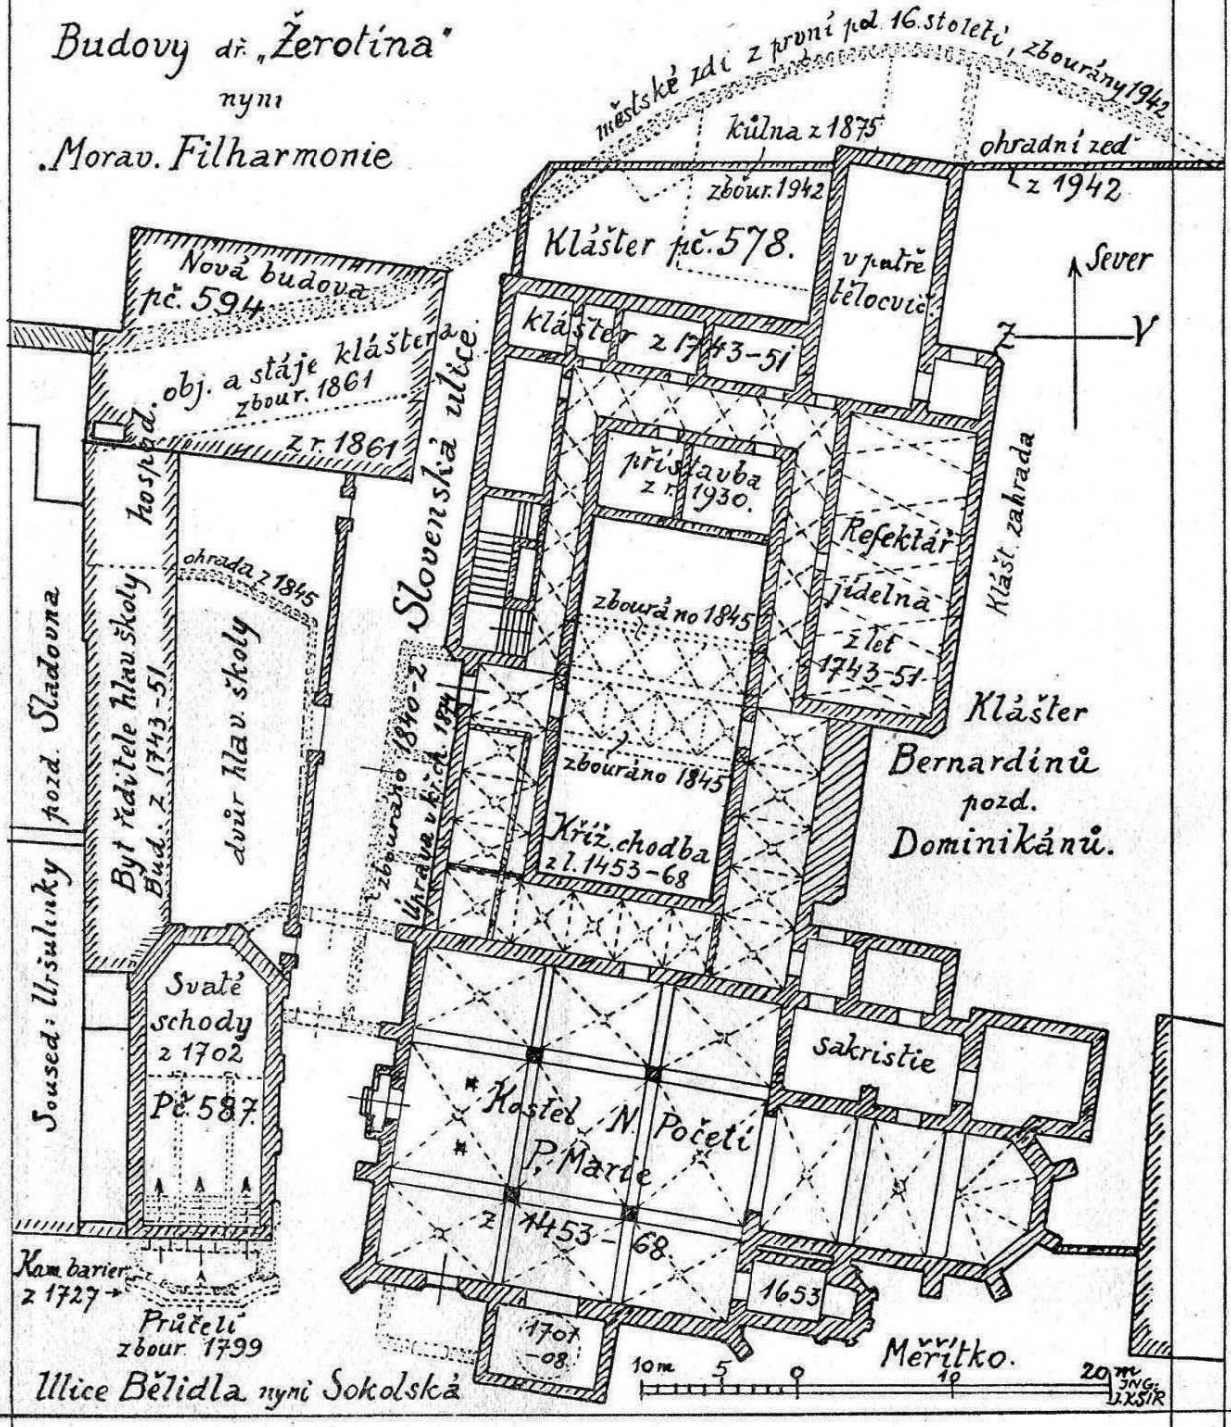 Budovy dř. „Žerotína"
nyní
Morav. Filharmonie
městské zdi z první pol. 16. století, zbourány 1942
kůlna z 1875
zbour. 1942
ohradní zeď
z 1942
Klášter pč. 578.
v patře
tělocvič.
Sever
Z V
Nová budova
pč. 594
obj. a stáje kláštera
zbour. 1861
z r. 1861
hospod.
klášter z 1743-51
Slovenská ulice
přístavba
z r. 1930.
Refektář
jídelna
z let
1743-51
Klášt. zahrada
ohrada z 1845
zbouráno 1845
zbouráno 1845
Kříž. chodba
z l. 1453-68
Klášter
Bernardínů
pozd.
Dominikánů.
pozd. Sladovna
Byt ředitele hlav. školy
Bud. z 1743-51
dvůr hlav. školy
zbouráno 1840-2
Úprava v kř. ch. 1874
Soused: Uršulinky
Svaté
schody
z 1702
Pč. 587.
sakristie
Kostel N. Početí
P. Marie
z 1453-68
1653
1707
-08
Kam. barier
z 1727
Průčelí
zbour. 1799
Měřítko.
10 m 5 0 10 20 m
ING.
J. KŠÍR
Ulice Bělidla nyní Sokolská